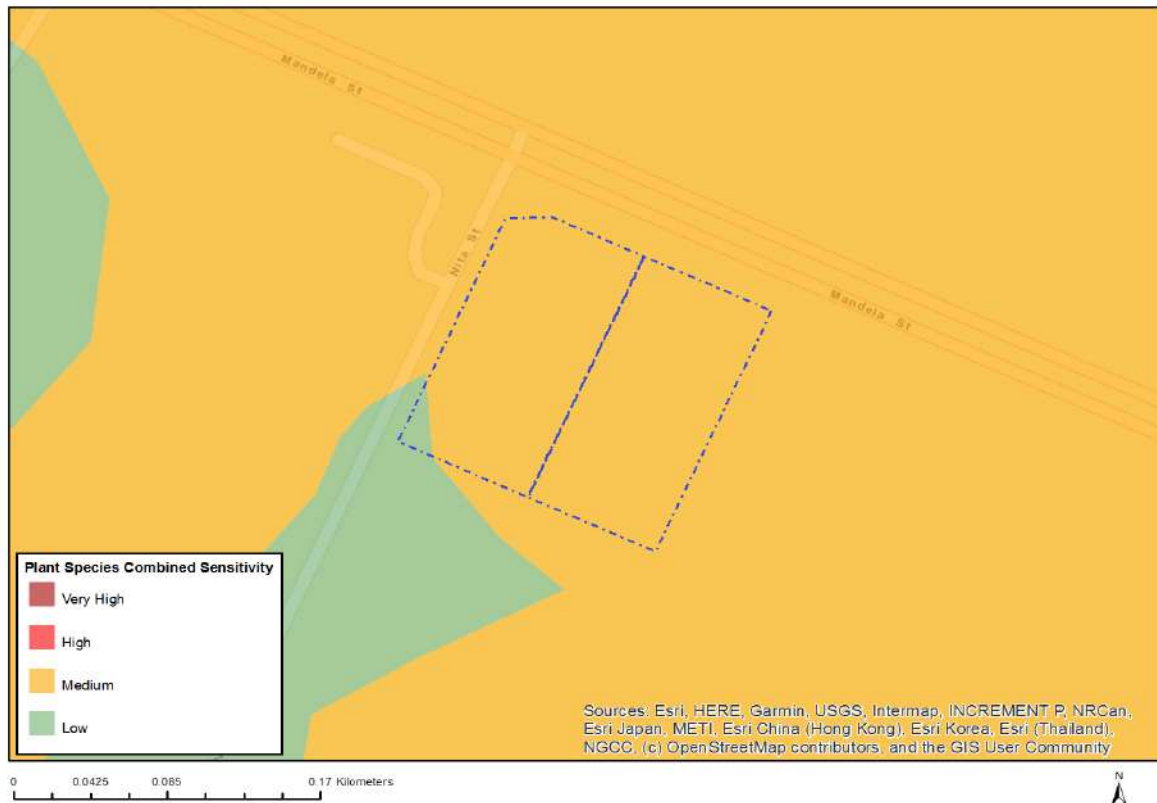 Mandela St
Nita St
Mandela St
Plant Species Combined Sensitivity
Very High
High
Medium
Low
Sources: Esri, HERE, Garmin, USGS, Intermap, INCREMENT P, NRCan,
Esri Japan, METI, Esri China (Hong Kong), Esri Korea, Esri (Thailand),
NGCC, (c) OpenStreetMap contributors, and the GIS User Community
0 0.0425 0.085 0.17 Kilometers
N